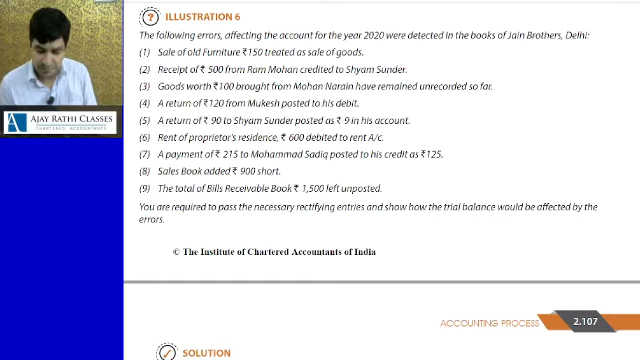 ILLUSTRATION 6
The following errors, affecting the account for the year 2020 were detected in the books of Jain Brothers, Delhi:
(1) Sale of old Furniture ₹150 treated as sale of goods.
(2) Receipt of ₹ 500 from Ram Mohan credited to Shyam Sunder.
(3) Goods worth ₹100 brought from Mohan Narain have remained unrecorded so far.
(4) A return of ₹120 from Mukesh posted to his debit.
(5) A return of ₹ 90 to Shyam Sunder posted as ₹ 9 in his account.
(6) Rent of proprietor's residence, ₹ 600 debited to rent A/c.
(7) A payment of ₹ 215 to Mohammad Sadiq posted to his credit as ₹ 125.
(8) Sales Book added ₹ 900 short.
(9) The total of Bills Receivable Book ₹ 1,500 left unposted.
You are required to pass the necessary rectifying entries and show how the trial balance would be affected by the
errors.
© The Institute of Chartered Accountants of India
ACCOUNTING PROCESS 2.107
SOLUTION
AJAY RATHI CLASSES
CHARTERED ACCOUNTANTS